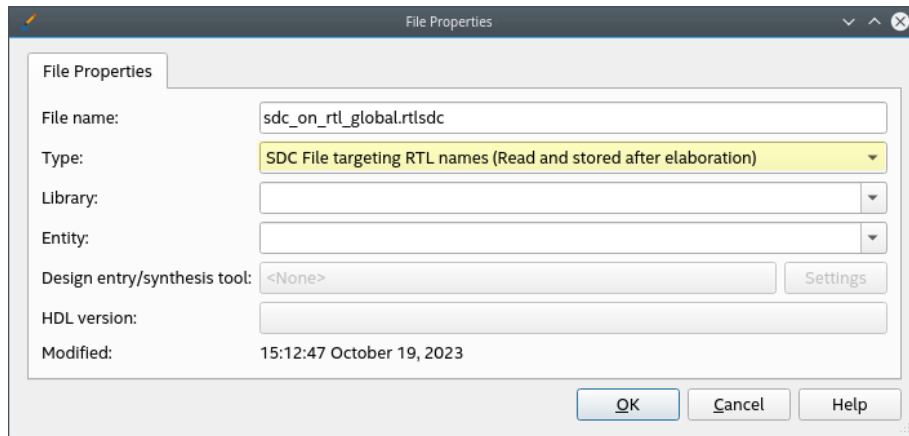 File Properties
File Properties
File name: sdc_on_rtl_global.rtlsdc
Type: SDC File targeting RTL names (Read and stored after elaboration)
Library:
Entity:
Design entry/synthesis tool: <None> Settings
HDL version:
Modified: 15:12:47 October 19, 2023
OK Cancel Help